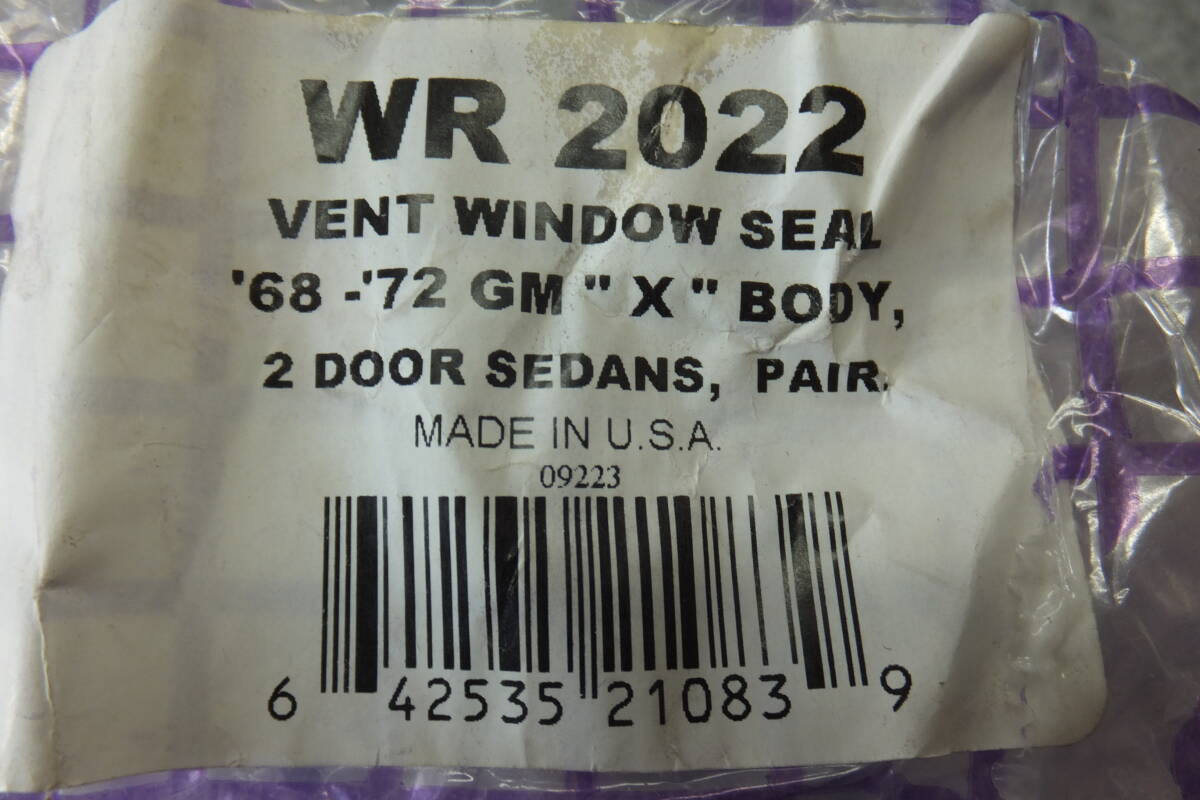 WR 2022
VENT WINDOW SEAL
'68 -'72 GM " X " BODY,
2 DOOR SEDANS, PAIR.
MADE IN U.S.A.
09223
6 42535 21083 9